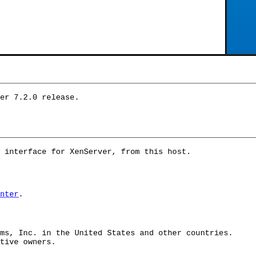 er 7.2.0 release.
interface for XenServer, from this host.
nter.
ms, Inc. in the United States and other countries.
tive owners.